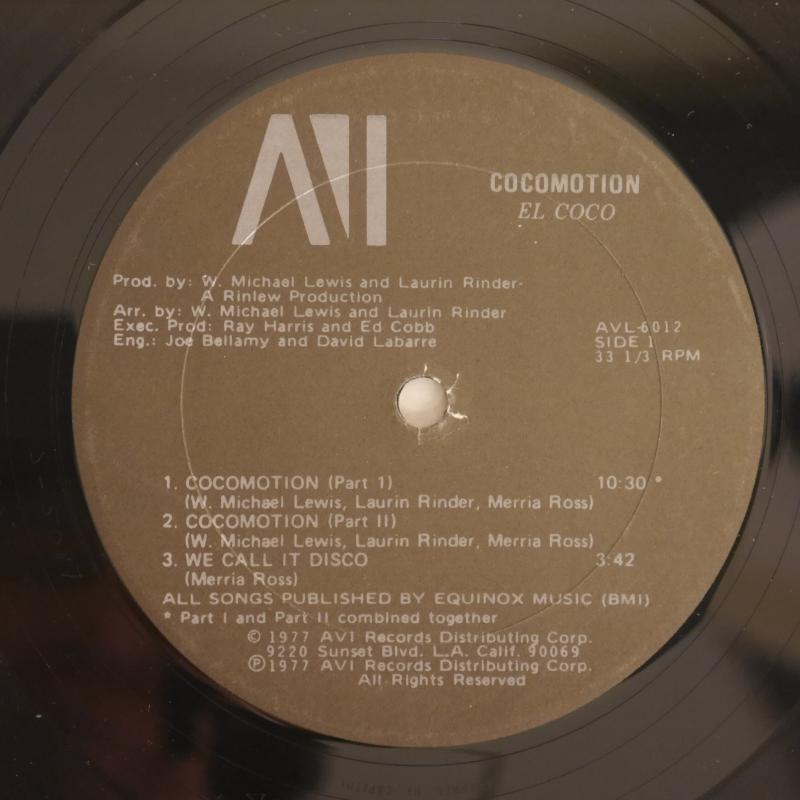 AVI
COCOMOTION
EL COCO
Prod. by: W. Michael Lewis and Laurin Rinder-
A Rinlew Production
Arr. by: W. Michael Lewis and Laurin Rinder
Exec. Prod: Ray Harris and Ed Cobb
Eng.: Joe Bellamy and David Labarre
AVL-6012
SIDE 1
33 1/3 RPM
1. COCOMOTION (Part 1) 10:30 *
(W. Michael Lewis, Laurin Rinder, Merria Ross)
2. COCOMOTION (Part II)
(W. Michael Lewis, Laurin Rinder, Merria Ross)
3. WE CALL IT DISCO 3:42
(Merria Ross)
ALL SONGS PUBLISHED BY EQUINOX MUSIC (BMI)
* Part I and Part II combined together
© 1977 AVI Records Distributing Corp.
9220 Sunset Blvd. L.A. Calif. 90069
℗ 1977 AVI Records Distributing Corp.
All Rights Reserved